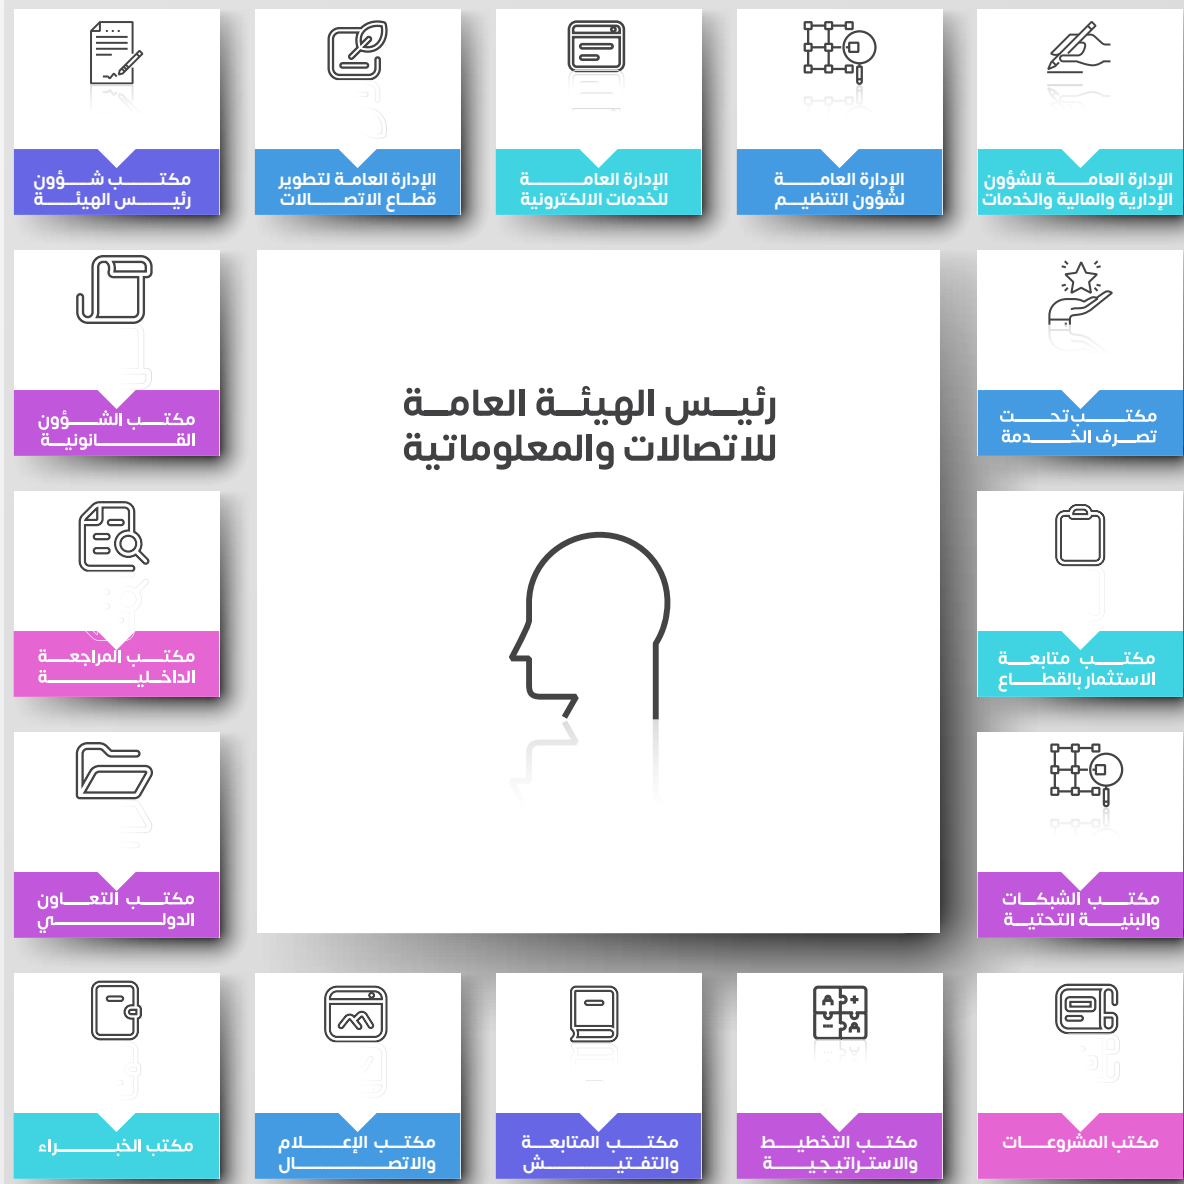 الإدارة العامة للشؤون
الإدارية والمالية والخدمات
الإدارة العامة
لشؤون التنظيم
الإدارة العامة
للخدمات الالكترونية
الإدارة العامة لتطوير
قطاع الاتصالات
مكتب شؤون
رئيس الهيئة
رئيس الهيئة العامة
للاتصالات والمعلوماتية
مكتب تحت
تصرف الخدمة
مكتب الشؤون
القانونية
مكتب متابعة
الاستثمار بالقطاع
مكتب المراجعة
الداخلية
مكتب الشبكات
والبنية التحتية
مكتب التعاون
الدولي
مكتب المشروعات
مكتب التخطيط
والاستراتيجية
مكتب المتابعة
والتفتيش
مكتب الإعلام
والاتصال
مكتب الخبراء